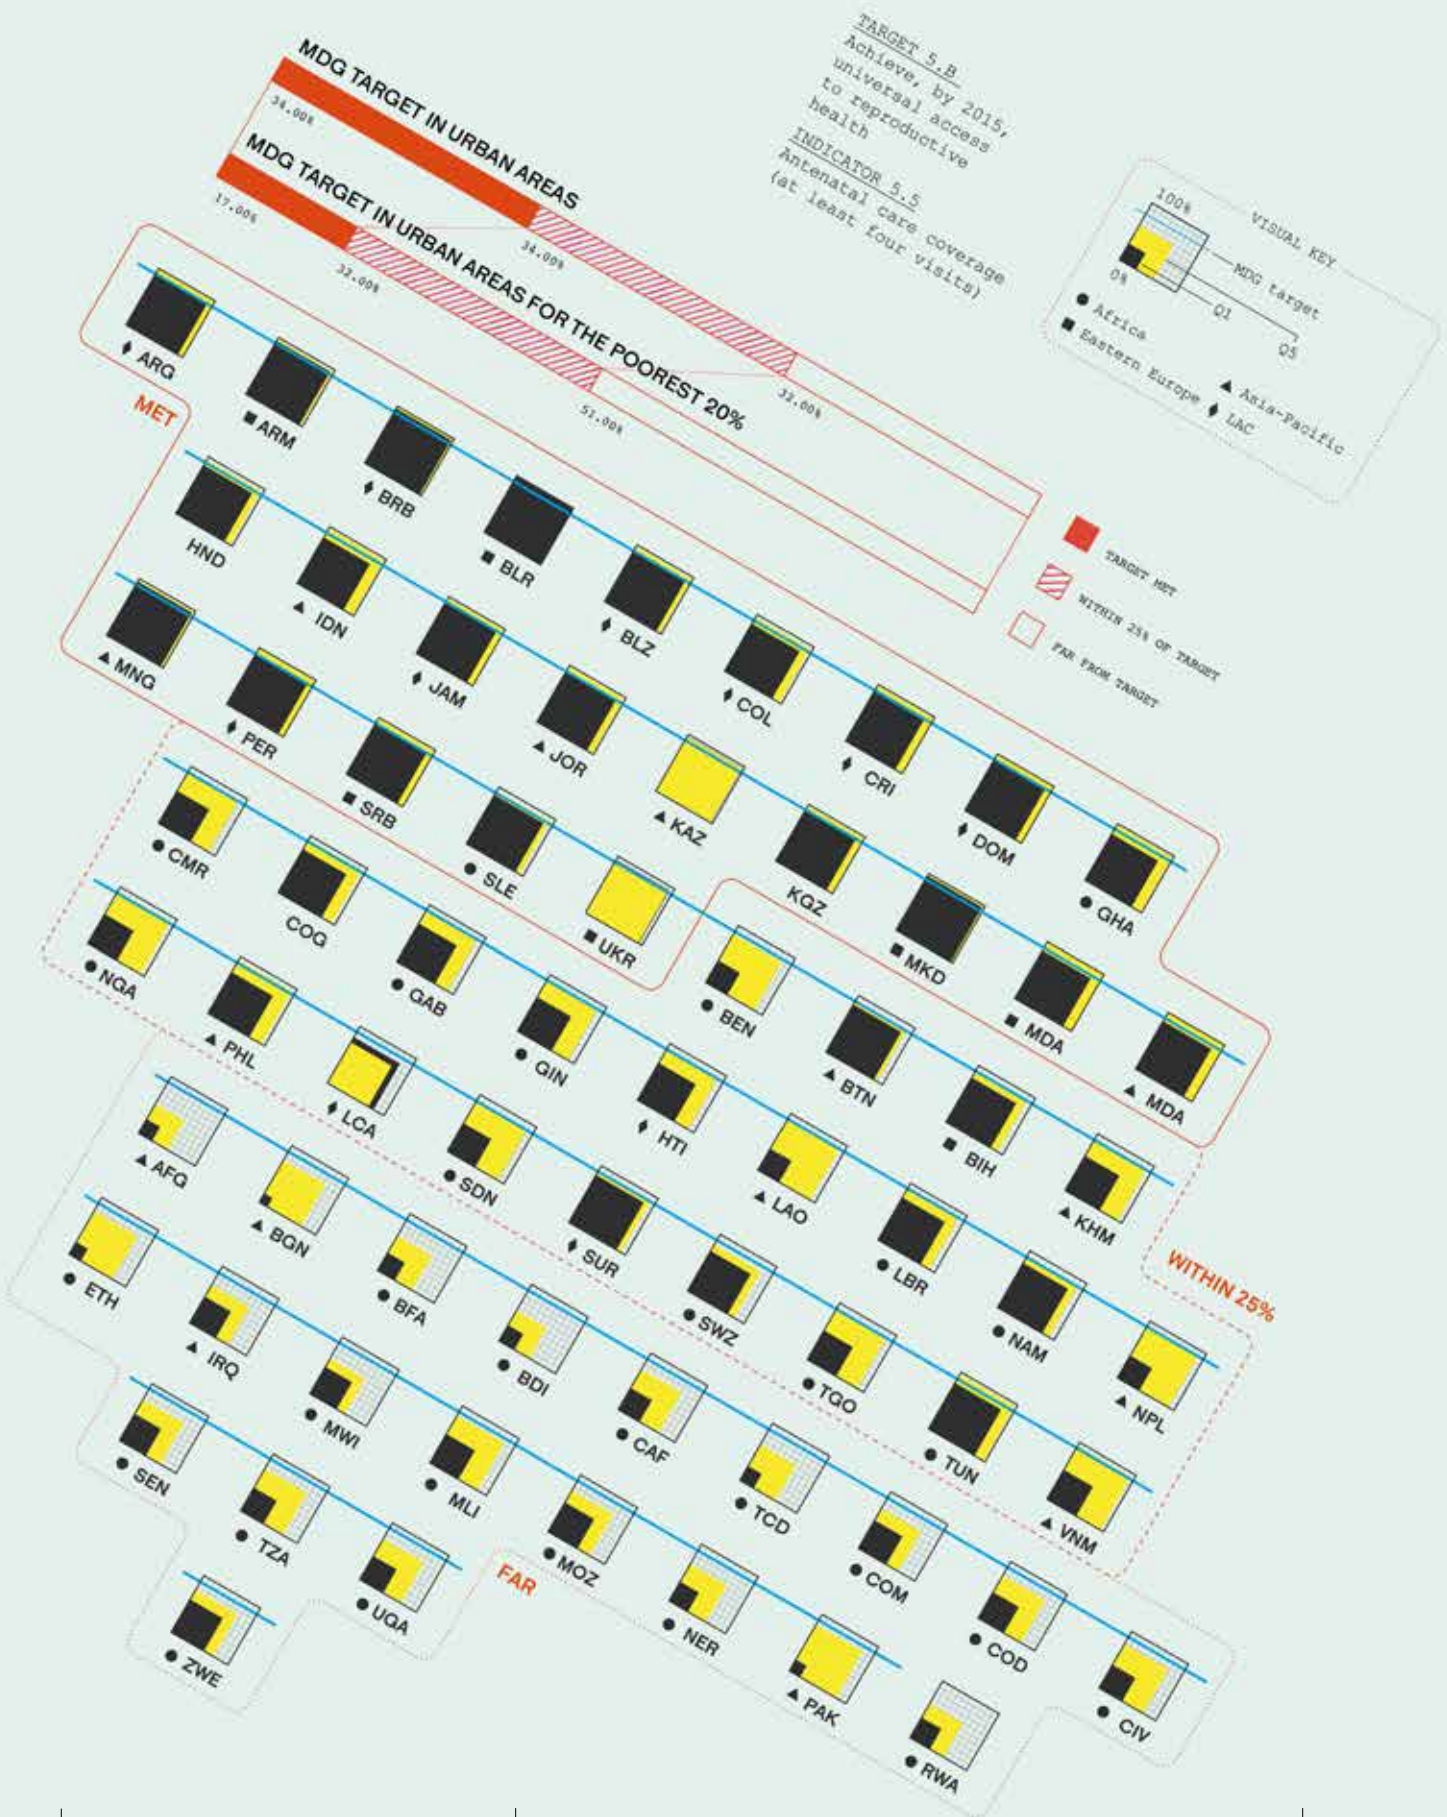 TARGET 5.B
Achieve, by 2015,
universal access
to reproductive
health
INDICATOR 5.5
Antenatal care coverage
(at least four visits)
VISUAL KEY
100%
0%
MDG target
Q1
Q5
Africa
Eastern Europe
Asia-Pacific
LAC
MDG TARGET IN URBAN AREAS
34.00%
34.00%
32.00%
MDG TARGET IN URBAN AREAS FOR THE POOREST 20%
17.00%
32.00%
51.00%
TARGET MET
WITHIN 25% OF TARGET
FAR FROM TARGET
MET
ARG
ARM
BRB
BLR
BLZ
COL
CRI
DOM
GHA
HND
IDN
JAM
JOR
KAZ
KGZ
MKD
MDA
MDA
MNG
PER
SRB
SLE
UKR
BEN
BTN
BIH
KHM
WITHIN 25%
CMR
COG
GAB
GIN
HTI
LAO
LBR
NAM
NPL
NGA
PHL
LCA
SDN
SUR
SWZ
TGO
TUN
VNM
AFG
BGN
BFA
BDI
CAF
TCD
COM
COD
CIV
ETH
IRQ
MWI
MLI
MOZ
NER
PAK
RWA
FAR
SEN
TZA
UGA
ZWE